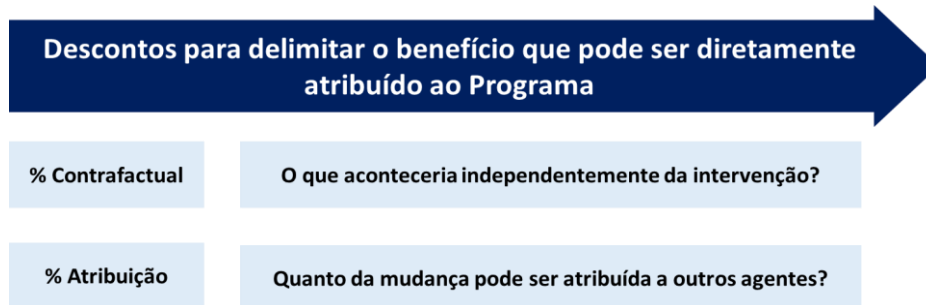 Descontos para delimitar o benefício que pode ser diretamente
atribuído ao Programa
% Contrafactual
O que aconteceria independentemente da intervenção?
% Atribuição
Quanto da mudança pode ser atribuída a outros agentes?